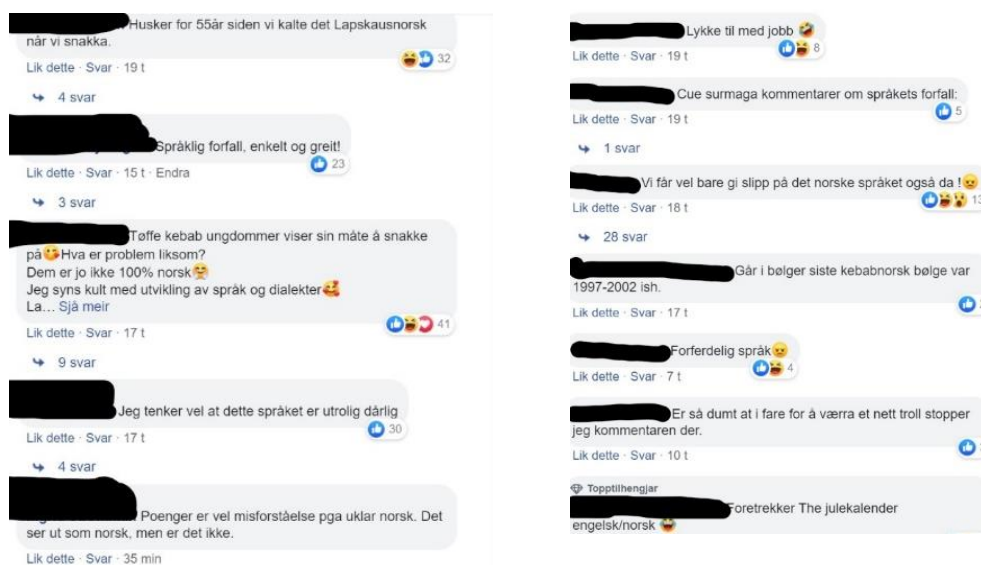 Husker for 55år siden vi kalte det Lapskausnorsk
når vi snakka.
32
Lik dette · Svar · 19 t
4 svar
Språklig forfall, enkelt og greit!
23
Lik dette · Svar · 15 t · Endra
3 svar
Tøffe kebab ungdommer viser sin måte å snakke
på Hva er problem liksom?
Dem er jo ikke 100% norsk
Jeg syns kult med utvikling av språk og dialekter
La... Sjå meir
41
Lik dette · Svar · 17 t
9 svar
Jeg tenker vel at dette språket er utrolig dårlig
30
Lik dette · Svar · 17 t
4 svar
Poenger er vel misforståelse pga uklar norsk. Det
ser ut som norsk, men er det ikke.
Lik dette · Svar · 35 min
Lykke til med jobb
8
Lik dette · Svar · 19 t
Cue surmaga kommentarer om språkets forfall:
5
Lik dette · Svar · 19 t
1 svar
Vi får vel bare gi slipp på det norske språket også da !
13
Lik dette · Svar · 18 t
28 svar
Går i bølger siste kebabnorsk bølge var
1997-2002 ish.
Lik dette · Svar · 17 t
Forferdelig språk
4
Lik dette · Svar · 7 t
Er så dumt at i fare for å værra et nett troll stopper
jeg kommentaren der.
Lik dette · Svar · 10 t
Topptilhengjar
Foretrekker The julekalender
engelsk/norsk